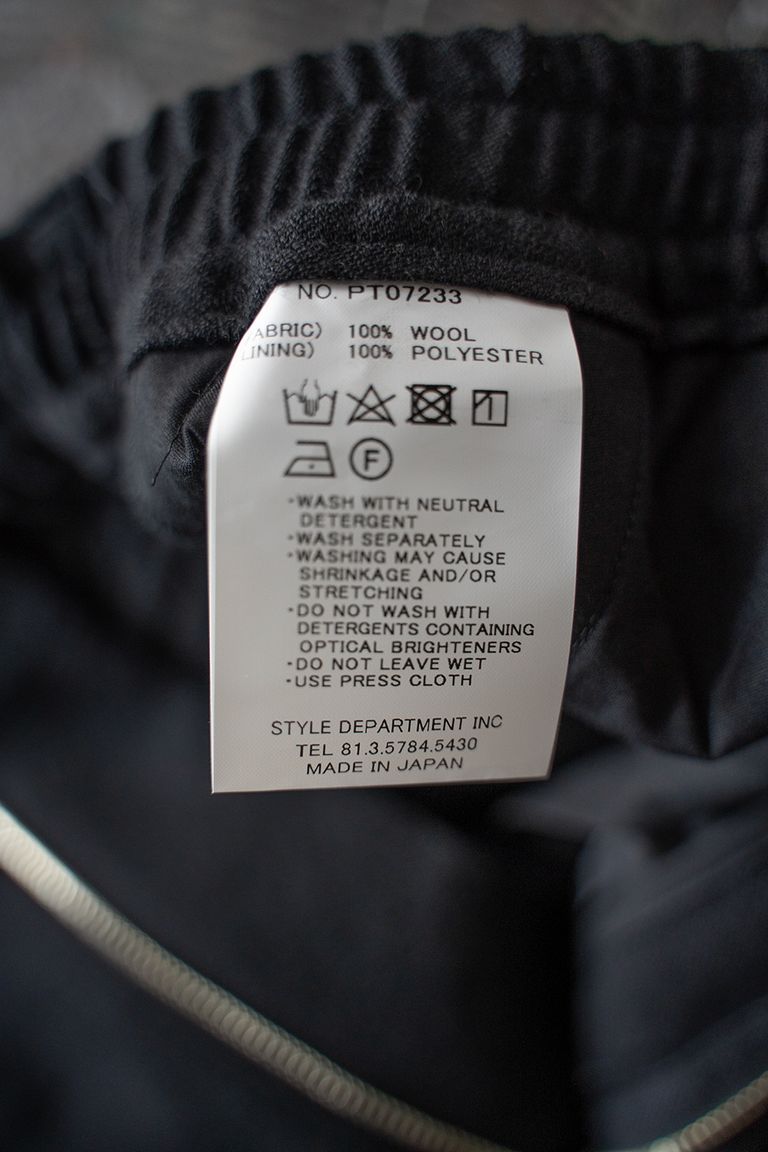 NO. PT07233
FABRIC) 100% WOOL
LINING) 100% POLYESTER
F
·WASH WITH NEUTRAL
DETERGENT
·WASH SEPARATELY
·WASHING MAY CAUSE
SHRINKAGE AND/OR
STRETCHING
·DO NOT WASH WITH
DETERGENTS CONTAINING
OPTICAL BRIGHTENERS
·DO NOT LEAVE WET
·USE PRESS CLOTH
STYLE DEPARTMENT INC
TEL 81.3.5784.5430
MADE IN JAPAN